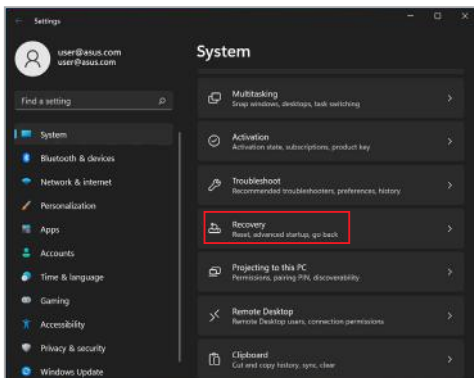 Settings
user@asus.com
user@asus.com
Find a setting
System
Bluetooth & devices
Network & internet
Personalization
Apps
Accounts
Time & language
Gaming
Accessibility
Privacy & security
Windows Update
System
Multitasking
Snap windows, desktops, task switching
Activation
Activation state, subscriptions, product key
Troubleshoot
Recommended troubleshooters, preferences, history
Recovery
Reset, advanced startup, go back
Projecting to this PC
Permissions, pairing PIN, discoverability
Remote Desktop
Remote Desktop users, connection permissions
Clipboard
Cut and copy history, sync, clear